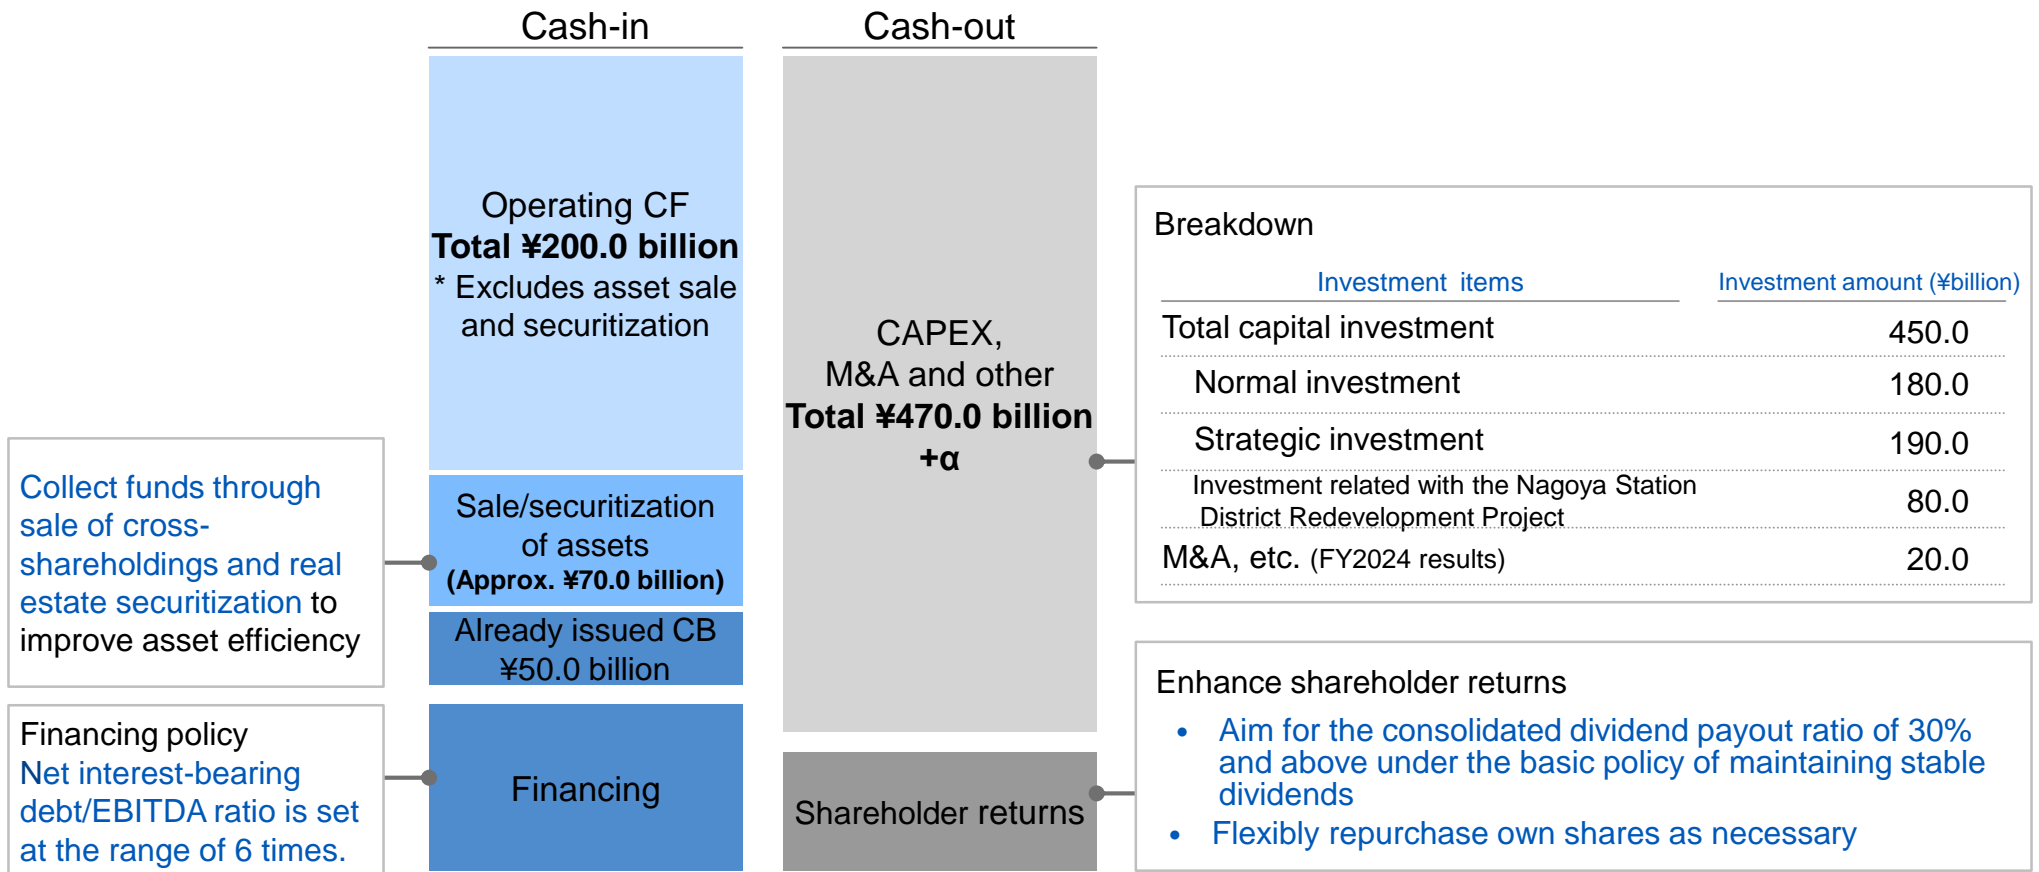 Cash-in
Cash-out
Operating CF
Total ¥200.0 billion
* Excludes asset sale
and securitization
Sale/securitization
of assets
(Approx. ¥70.0 billion)
Already issued CB
¥50.0 billion
Financing
Collect funds through
sale of cross-
shareholdings and real
estate securitization to
improve asset efficiency
Financing policy
Net interest-bearing
debt/EBITDA ratio is set
at the range of 6 times.
CAPEX,
M&A and other
Total ¥470.0 billion
+α
Shareholder returns
Breakdown
Investment items Investment amount (¥billion)
Total capital investment 450.0
Normal investment 180.0
Strategic investment 190.0
Investment related with the Nagoya Station
District Redevelopment Project 80.0
M&A, etc. (FY2024 results) 20.0
Enhance shareholder returns
• Aim for the consolidated dividend payout ratio of 30%
and above under the basic policy of maintaining stable
dividends
• Flexibly repurchase own shares as necessary